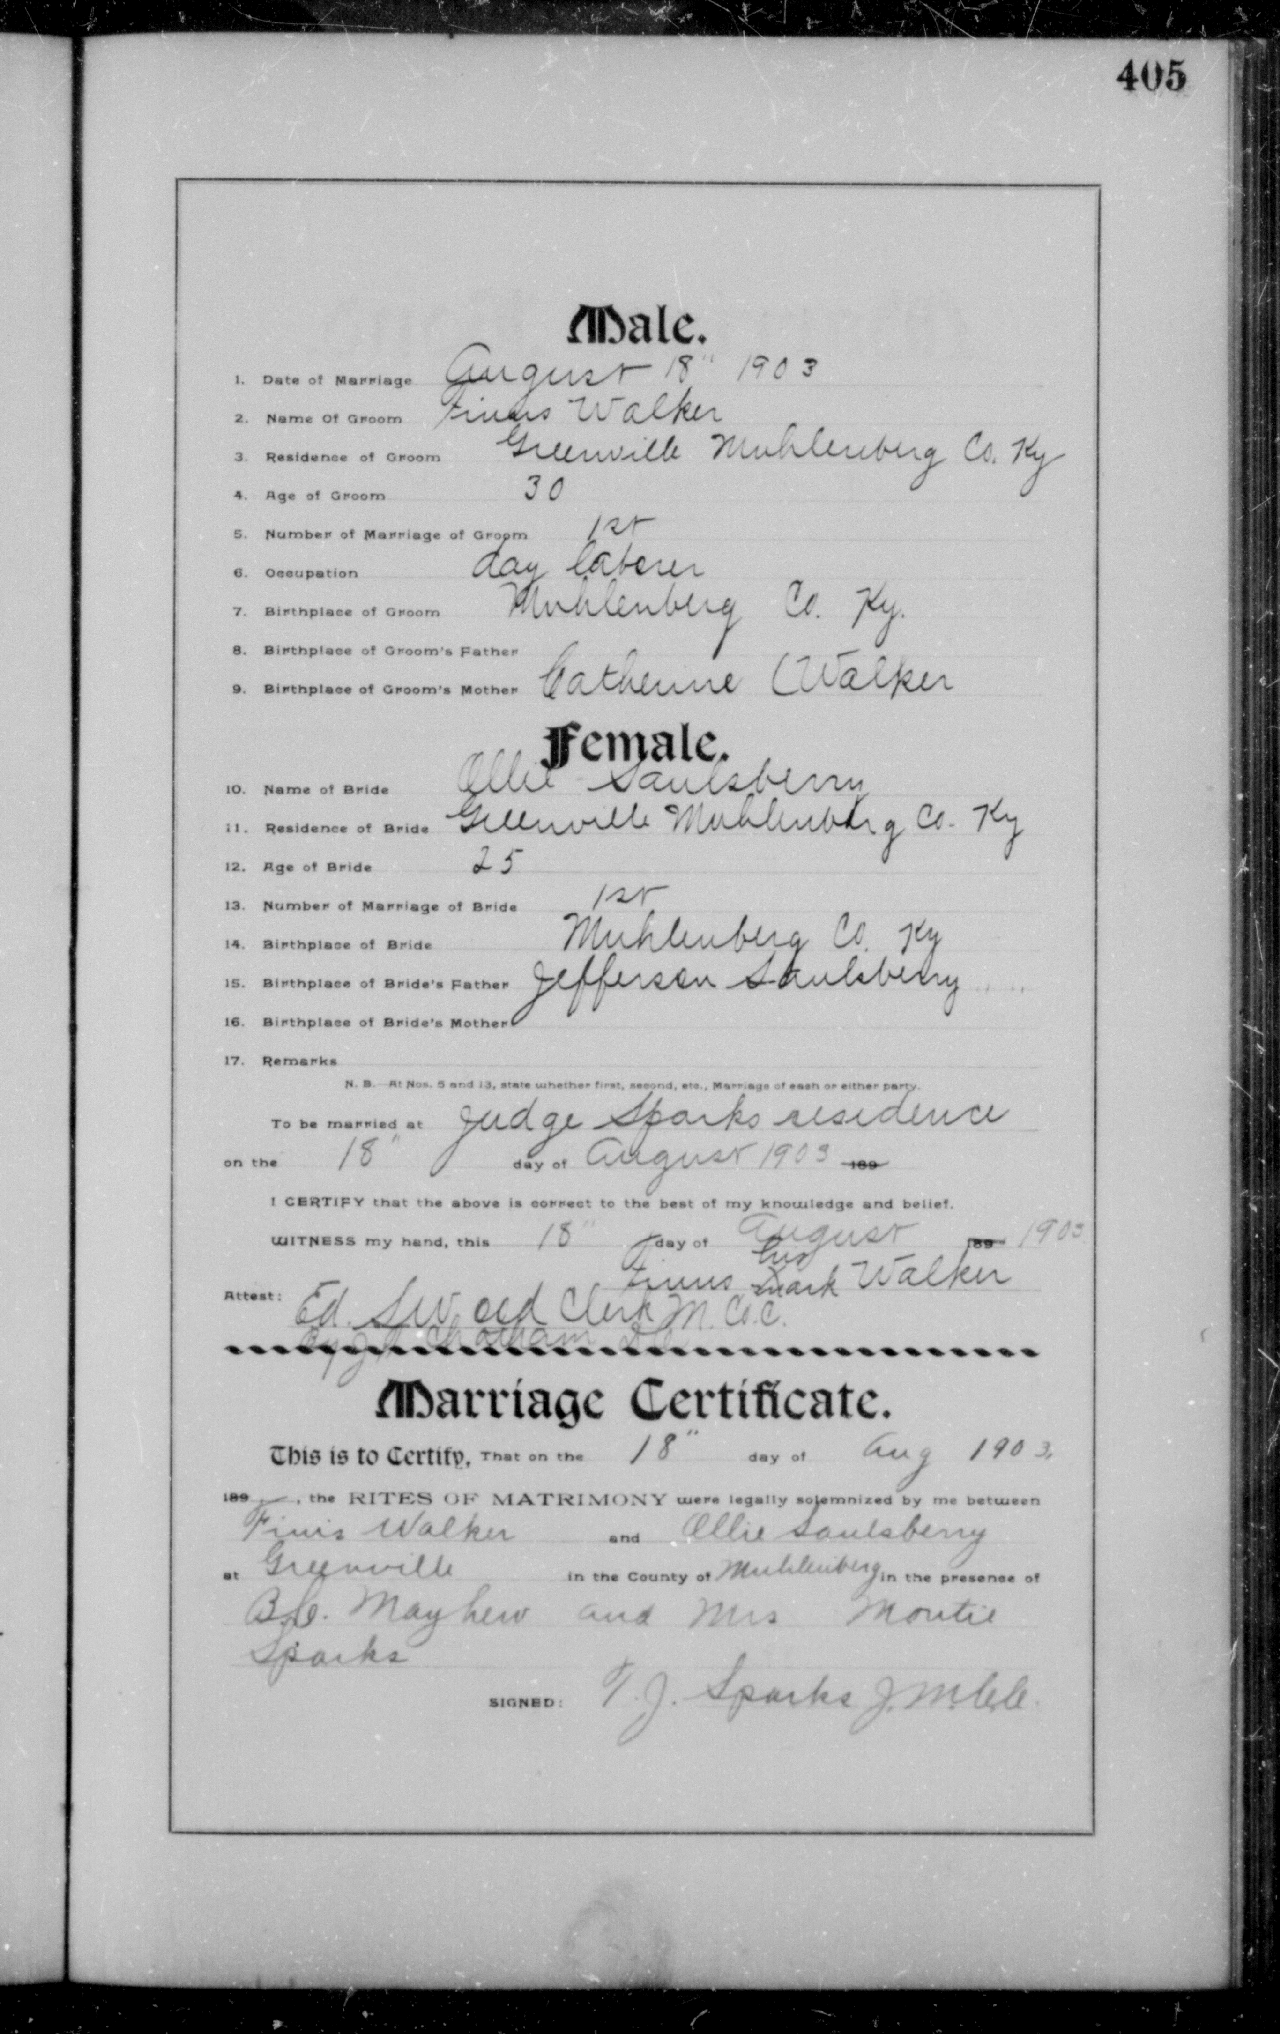 405
Male.
1. Date of Marriage August 18" 1903
2. Name Of Groom Finus Walker
3. Residence of Groom Greenville Muhlenberg Co. Ky
4. Age of Groom 30
5. Number of Marriage of Groom 1st
6. Occupation day laborer
7. Birthplace of Groom Muhlenberg Co. Ky.
8. Birthplace of Groom's Father
9. Birthplace of Groom's Mother Catherine Walker
Female.
10. Name of Bride Ollie Saulsberry
11. Residence of Bride Greenville Muhlenberg Co. Ky
12. Age of Bride 25
13. Number of Marriage of Bride 1st
14. Birthplace of Bride Muhlenberg Co. Ky
15. Birthplace of Bride's Father Jefferson Saulsberry " "
16. Birthplace of Bride's Mother
17. Remarks
N. B.—At Nos. 5 and 13, state whether first, second, etc., Marriage of each or either party.
To be married at Judge Sparks residence
on the 18" day of August 1903 189
I CERTIFY that the above is correct to the best of my knowledge and belief.
WITNESS my hand, this 18" day of August 189 1903
his
Finus mark Walker
Attest: Ed. S. Wood Clerk M. C. C.
By Chatham D.C.
Marriage Certificate.
This is to Certify, That on the 18" day of Aug 1903,
189 , the RITES OF MATRIMONY were legally solemnized by me between
Finis Walker and Ollie Saulsberry
at Greenville in the County of Muhlenberg in the presence of
Mayhew and Mrs Montie
Sparks
SIGNED: T. J. Sparks J. M. C. C.